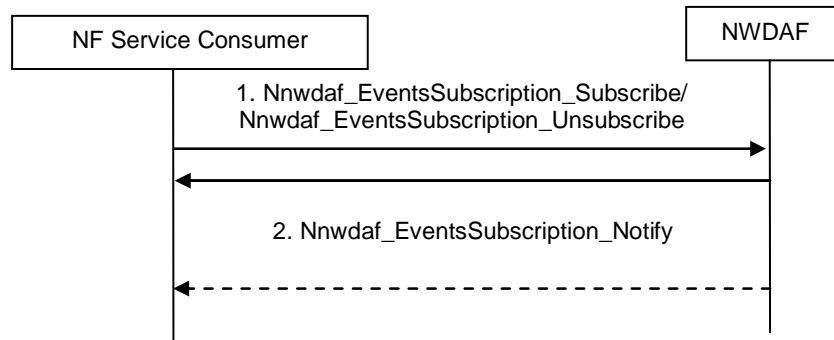 NF Service Consumer
NWDAF
1. Nnwdaf_EventsSubscription_Subscribe/
Nnwdaf_EventsSubscription_Unsubscribe
2. Nnwdaf_EventsSubscription_Notify